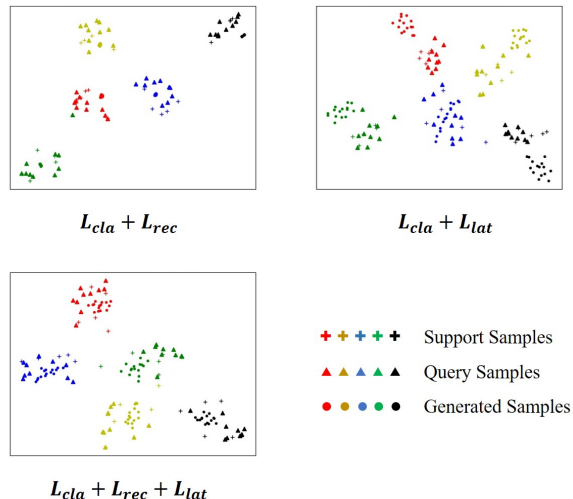 L_cla + L_rec
L_cla + L_lat
Support Samples
Query Samples
Generated Samples
L_cla + L_rec + L_lat